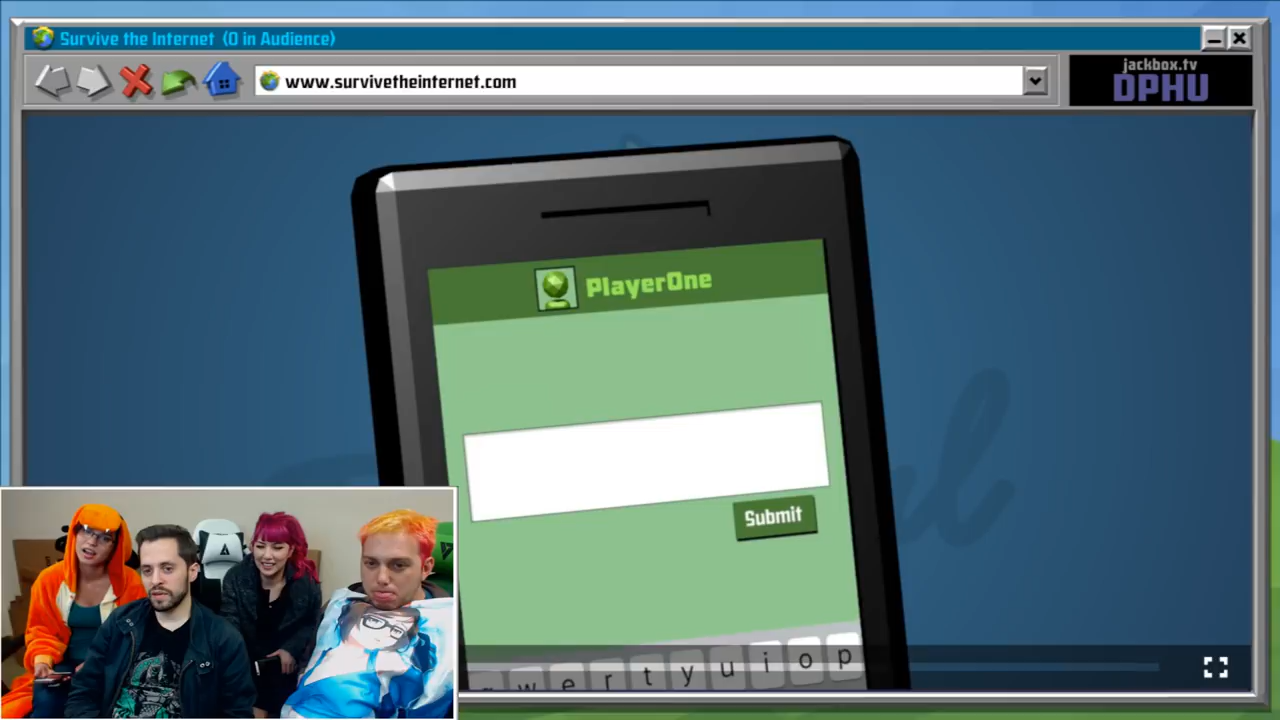 Survive the Internet (0 in Audience)
www.survivetheinternet.com
jackbox.tv
DPHU
PlayerOne
Submit
w e r t y u i o p